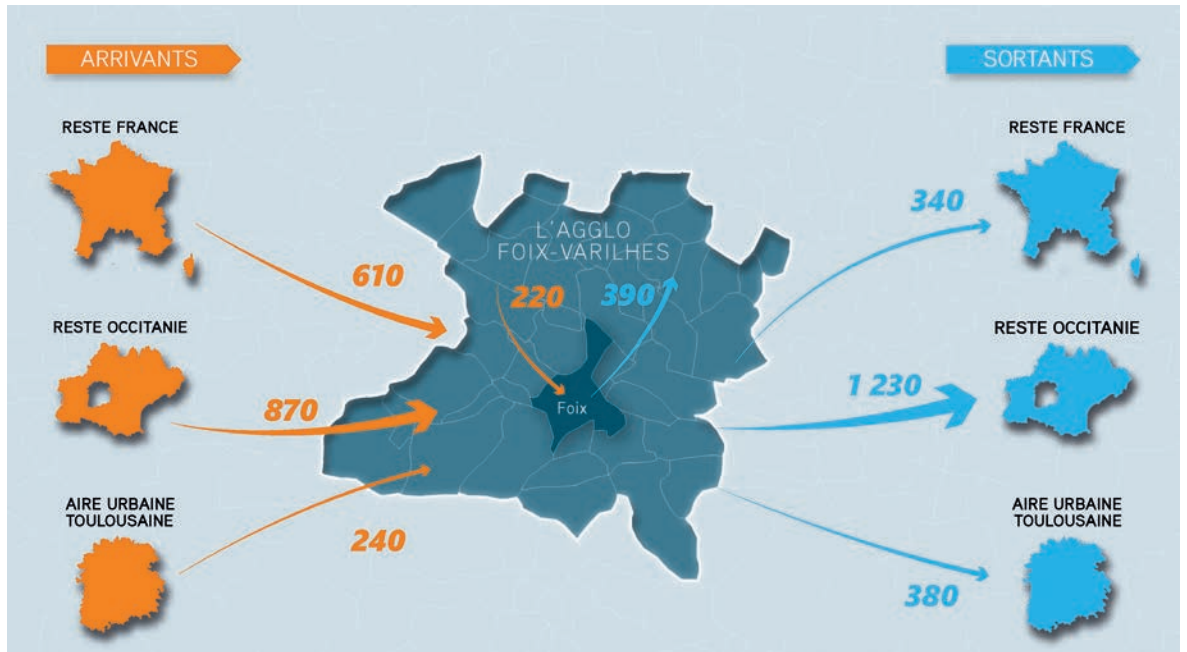 ARRIVANTS
RESTE FRANCE
610
RESTE OCCITANIE
870
AIRE URBAINE
TOULOUSAINE
240
L'AGGLO
FOIX-VARILHES
220
390
Foix
SORTANTS
RESTE FRANCE
340
RESTE OCCITANIE
1 230
AIRE URBAINE
TOULOUSAINE
380